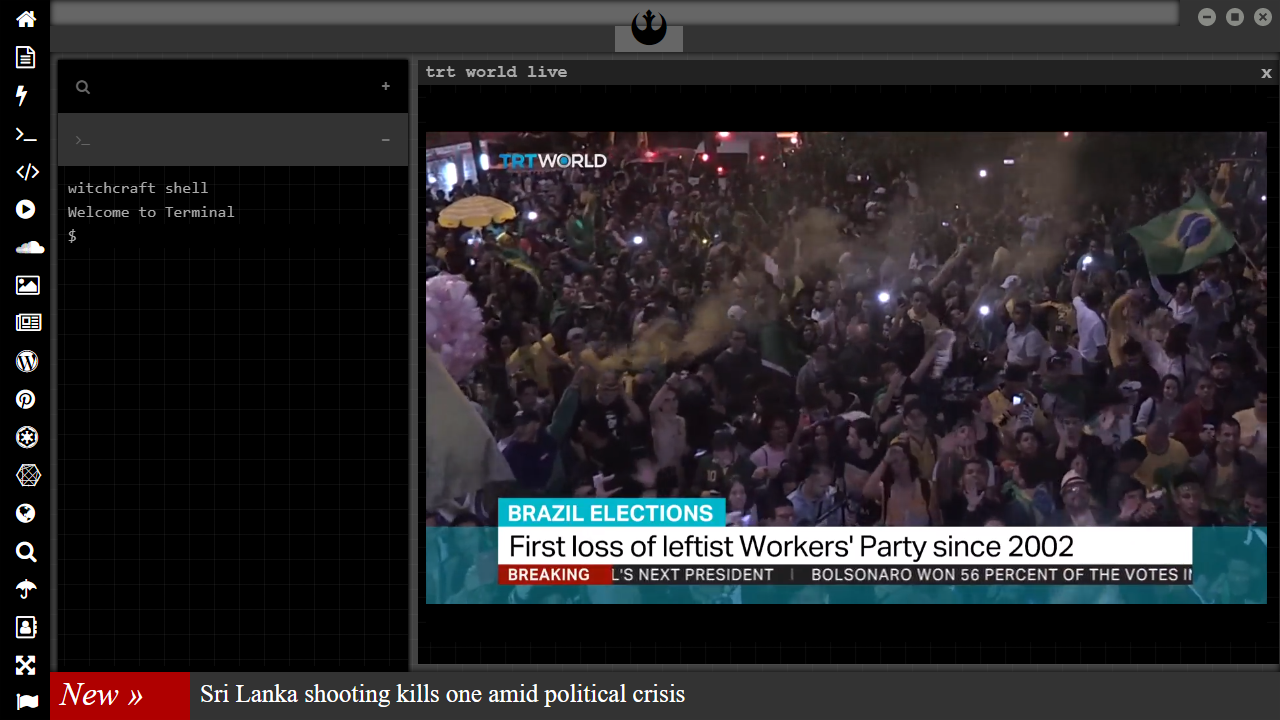 trt world live
x
+
>_
−
witchcraft shell
Welcome to Terminal
$
TRTWORLD
BRAZIL ELECTIONS
First loss of leftist Workers' Party since 2002
BREAKING L'S NEXT PRESIDENT | BOLSONARO WON 56 PERCENT OF THE VOTES IN
New » Sri Lanka shooting kills one amid political crisis